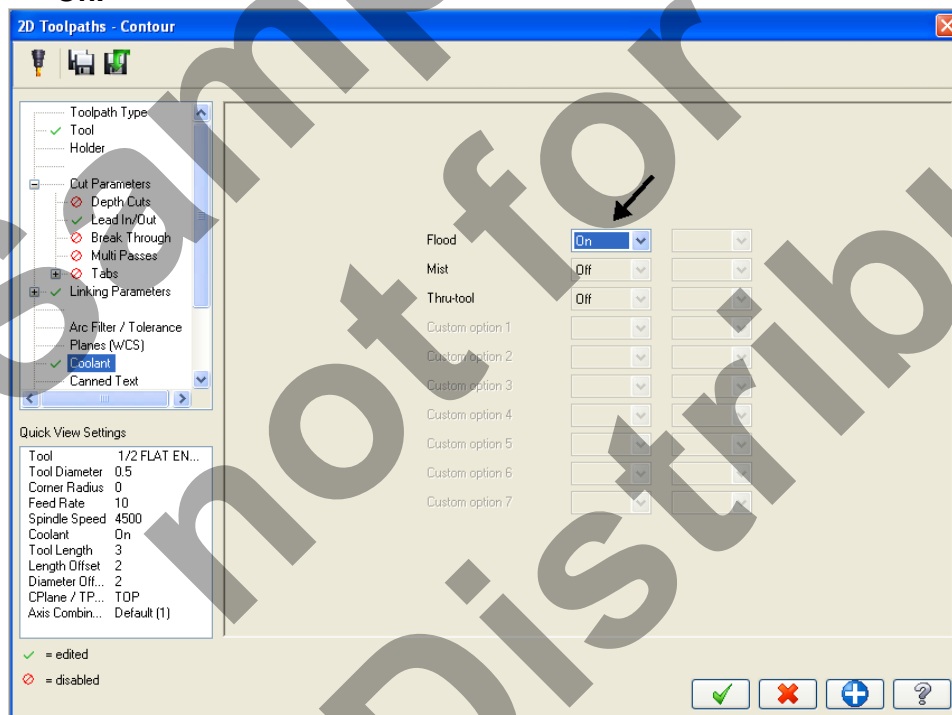 2D Toolpaths - Contour
Toolpath Type
Tool
Holder
Cut Parameters
Depth Cuts
Lead In/Out
Break Through
Multi Passes
Tabs
Linking Parameters
Arc Filter / Tolerance
Planes (WCS)
Coolant
Canned Text
Flood On
Mist Off
Thru-tool Off
Custom option 1
Custom option 2
Custom option 3
Custom option 4
Custom option 5
Custom option 6
Custom option 7
Quick View Settings
Tool 1/2 FLAT EN...
Tool Diameter 0.5
Corner Radius 0
Feed Rate 10
Spindle Speed 4500
Coolant On
Tool Length 3
Length Offset 2
Diameter Off... 2
CPlane / TP... TOP
Axis Combin... Default (1)
= edited
= disabled
Sam
not for
Distrib